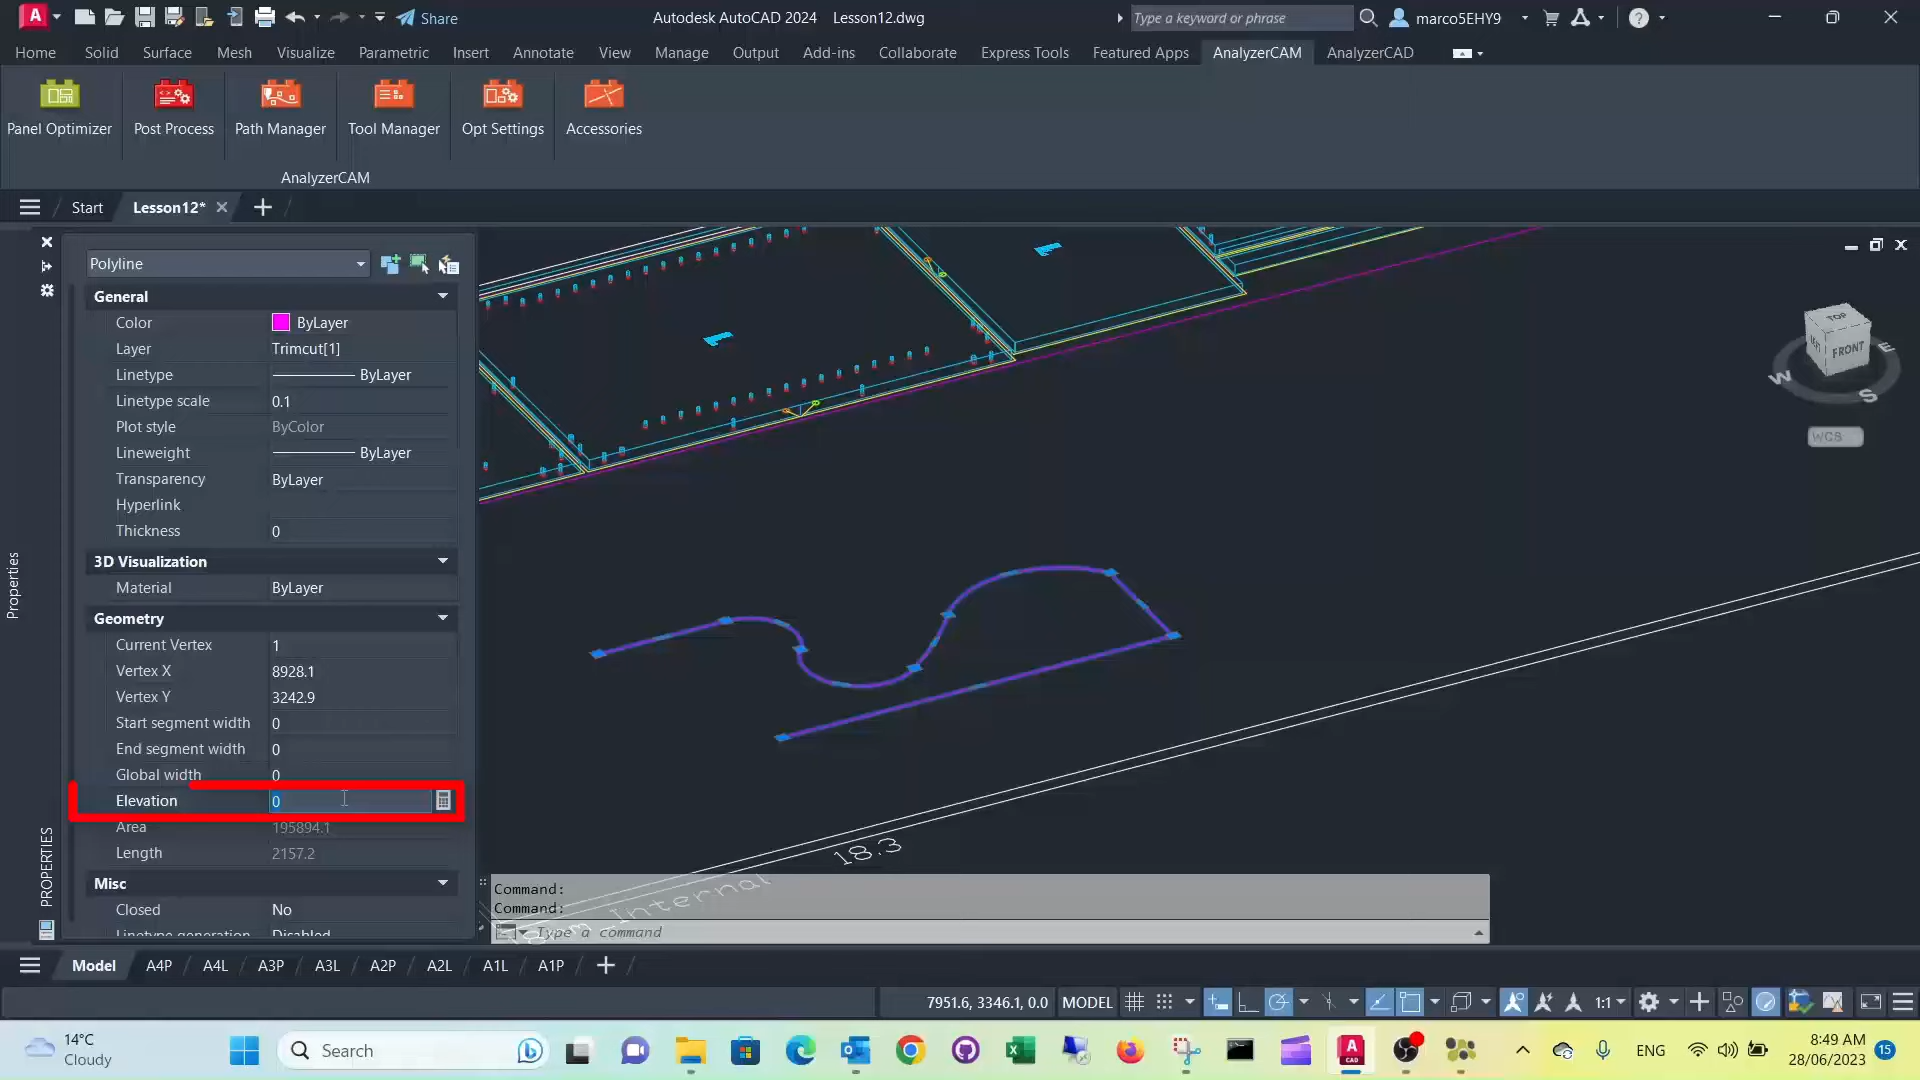 A
Share
Autodesk AutoCAD 2024 Lesson12.dwg
Type a keyword or phrase
marco5EHY9
Home Solid Surface Mesh Visualize Parametric Insert Annotate View Manage Output Add-ins Collaborate Express Tools Featured Apps AnalyzerCAM AnalyzerCAD
Panel Optimizer Post Process Path Manager Tool Manager Opt Settings Accessories
AnalyzerCAM
Start Lesson12*
Polyline
General
Color ByLayer
Layer Trimcut[1]
Linetype ByLayer
Linetype scale 0.1
Plot style ByColor
Lineweight ByLayer
Transparency ByLayer
Hyperlink
Thickness 0
3D Visualization
Material ByLayer
Geometry
Current Vertex 1
Vertex X 8928.1
Vertex Y 3242.9
Start segment width 0
End segment width 0
Global width 0
Elevation 0
Area 195894.1
Length 2157.2
Misc
Closed No
Linetype generation Disabled
Properties
PROPERTIES
TOP
LEFT
FRONT
W
S
E
WCS
18.3
Internal
Command:
Command:
Type a command
Model A4P A4L A3P A3L A2P A2L A1L A1P
7951.6, 3346.1, 0.0 MODEL 1:1
14°C
Cloudy
Search
A
CAD
ENG
8:49 AM
28/06/2023
15